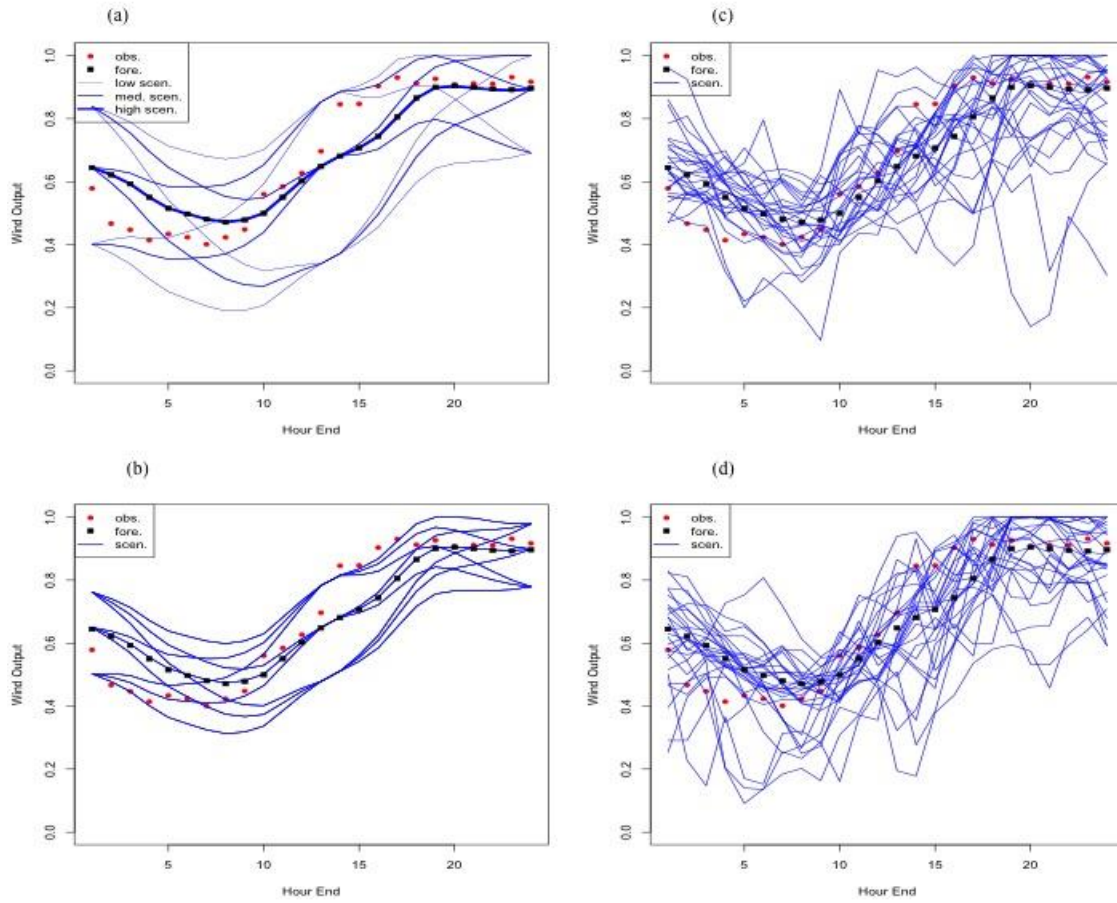 (a)
obs.
fore.
low scen.
med. scen.
high scen.
Wind Output
0.0 0.2 0.4 0.6 0.8 1.0
5 10 15 20
Hour End
(c)
obs.
fore.
scen.
Wind Output
0.0 0.2 0.4 0.6 0.8 1.0
5 10 15 20
Hour End
(b)
obs.
fore.
scen.
Wind Output
0.0 0.2 0.4 0.6 0.8 1.0
5 10 15 20
Hour End
(d)
obs.
fore.
scen.
Wind Output
0.0 0.2 0.4 0.6 0.8 1.0
5 10 15 20
Hour End